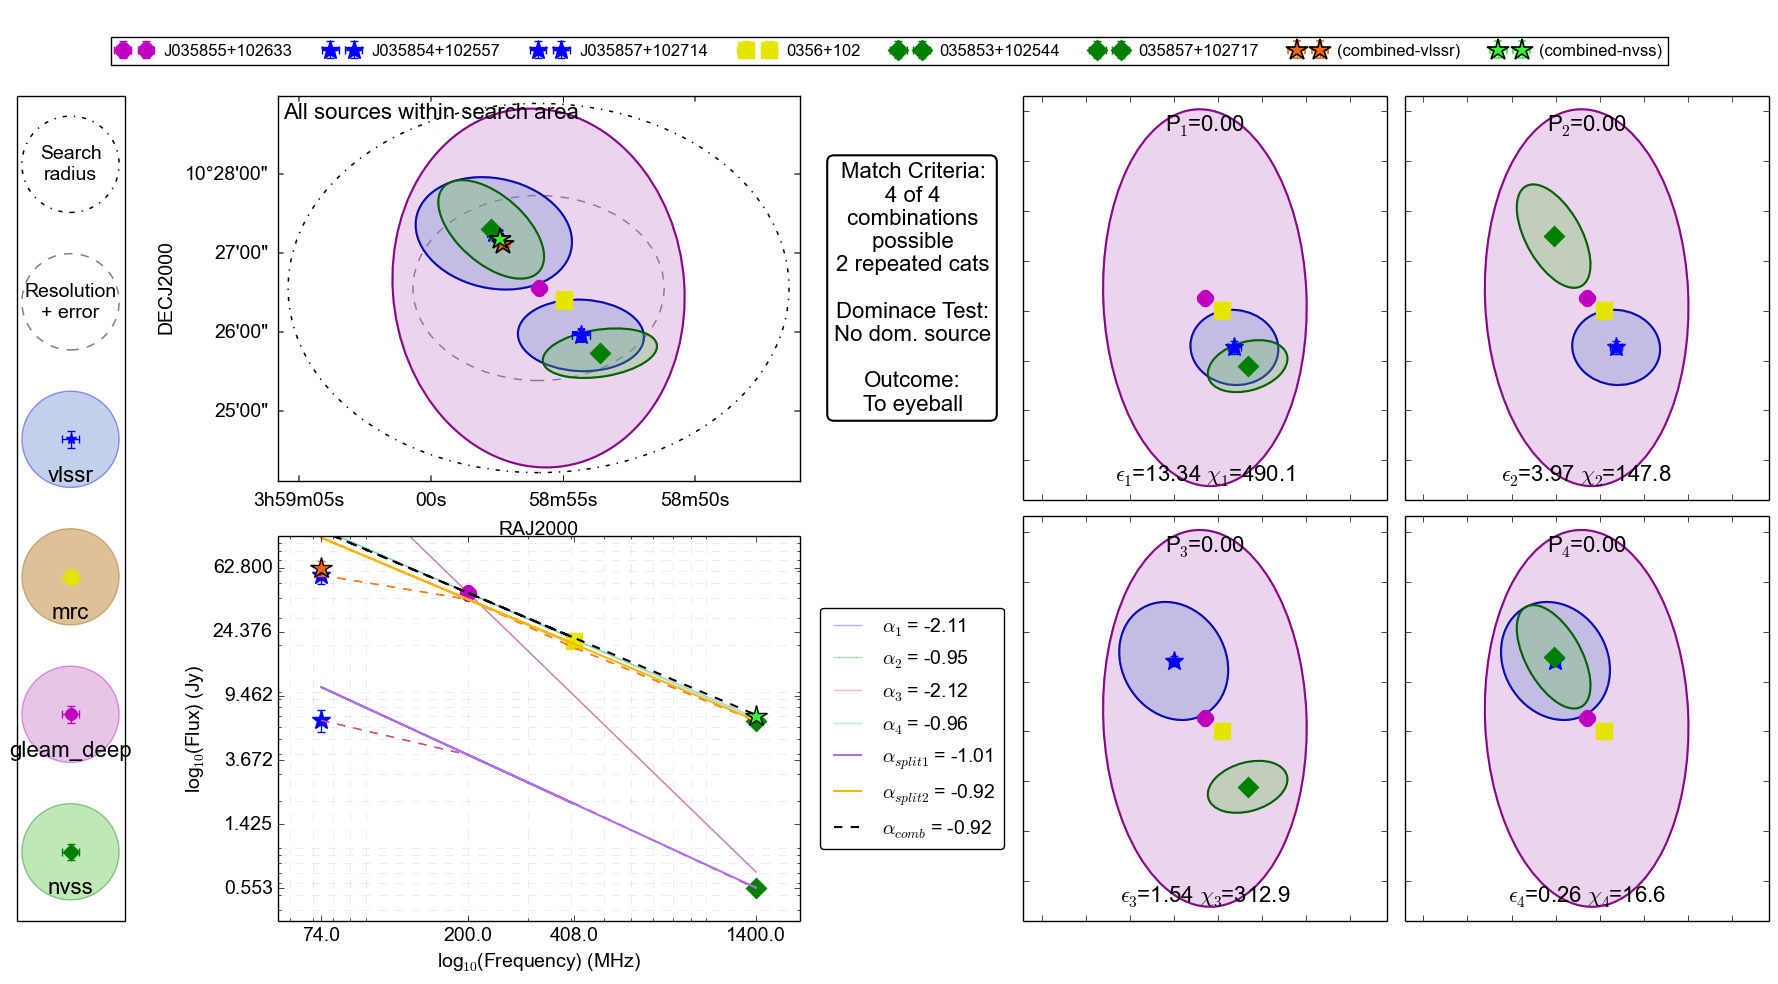 J035855+102633
J035854+102557
J035857+102714
0356+102
035853+102544
035857+102717
(combined-vlssr)
(combined-nvss)
Search
radius
Resolution
+ error
vlssr
mrc
gleam_deep
nvss
All sources within search area
DECJ2000
10°28'00"
27'00"
26'00"
25'00"
3h59m05s
00s
58m55s
58m50s
RAJ2000
Match Criteria:
4 of 4
combinations
possible
2 repeated cats
Dominace Test:
No dom. source
Outcome:
To eyeball
P1=0.00
ϵ1=13.34 χ1=490.1
P2=0.00
ϵ2=3.97 χ2=147.8
P3=0.00
ϵ3=1.54 χ3=312.9
P4=0.00
ϵ4=0.26 χ4=16.6
log10(Flux) (Jy)
62.800
24.376
9.462
3.672
1.425
0.553
74.0
200.0
408.0
1400.0
log10(Frequency) (MHz)
α1 = -2.11
α2 = -0.95
α3 = -2.12
α4 = -0.96
αsplit1 = -1.01
αsplit2 = -0.92
αcomb = -0.92